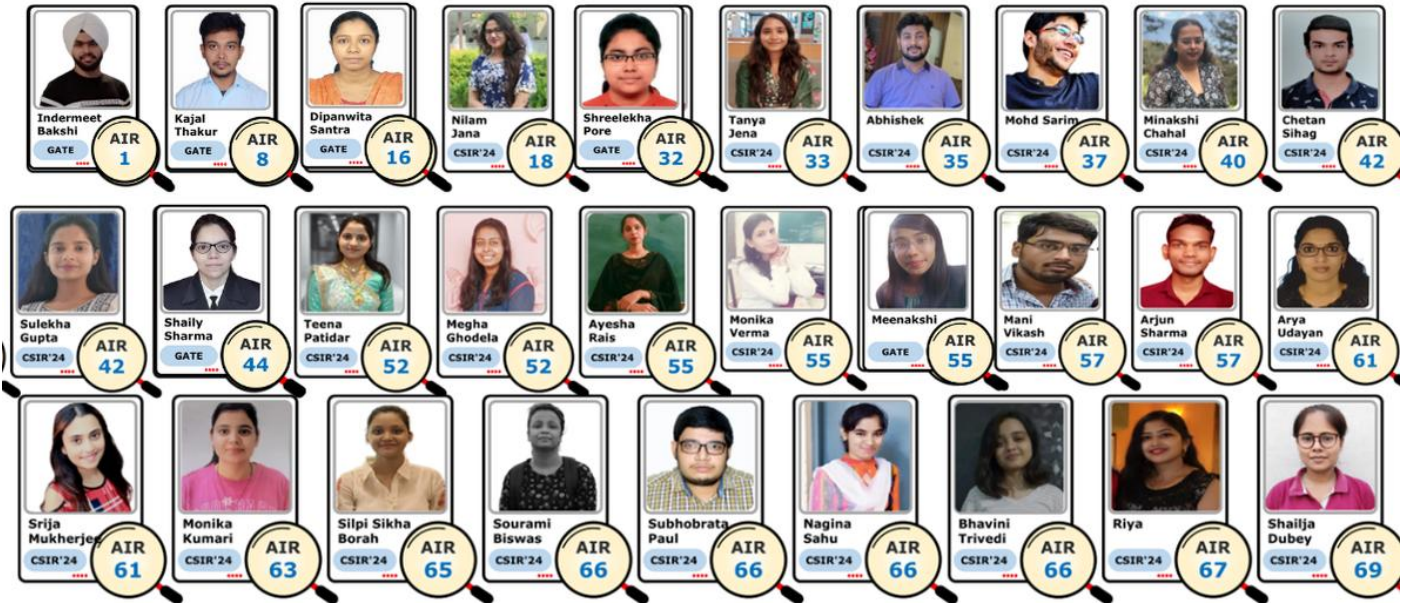 Indermeet
Bakshi
GATE
AIR
1
Kajal
Thakur
GATE
AIR
8
Dipanwita
Santra
GATE
AIR
16
Nilam
Jana
CSIR'24
AIR
18
Shreelekha
Pore
GATE
AIR
32
Tanya
Jena
CSIR'24
AIR
33
Abhishek
CSIR'24
AIR
35
Mohd Sarim
CSIR'24
AIR
37
Minakshi
Chahal
CSIR'24
AIR
40
Chetan
Sihag
CSIR'24
AIR
42
Sulekha
Gupta
CSIR'24
AIR
42
Shaily
Sharma
GATE
AIR
44
Teena
Patidar
CSIR'24
AIR
52
Megha
Ghodela
CSIR'24
AIR
52
Ayesha
Rais
CSIR'24
AIR
55
Monika
Verma
CSIR'24
AIR
55
Meenakshi
GATE
AIR
55
Mani
Vikash
CSIR'24
AIR
57
Arjun
Sharma
CSIR'24
AIR
57
Arya
Udayan
CSIR'24
AIR
61
Srija
Mukherjee
CSIR'24
AIR
61
Monika
Kumari
CSIR'24
AIR
63
Silpi Sikha
Borah
CSIR'24
AIR
65
Sourami
Biswas
CSIR'24
AIR
66
Subhobrata
Paul
CSIR'24
AIR
66
Nagina
Sahu
CSIR'24
AIR
66
Bhavini
Trivedi
CSIR'24
AIR
66
Riya
CSIR'24
AIR
67
Shailja
Dubey
CSIR'24
AIR
69